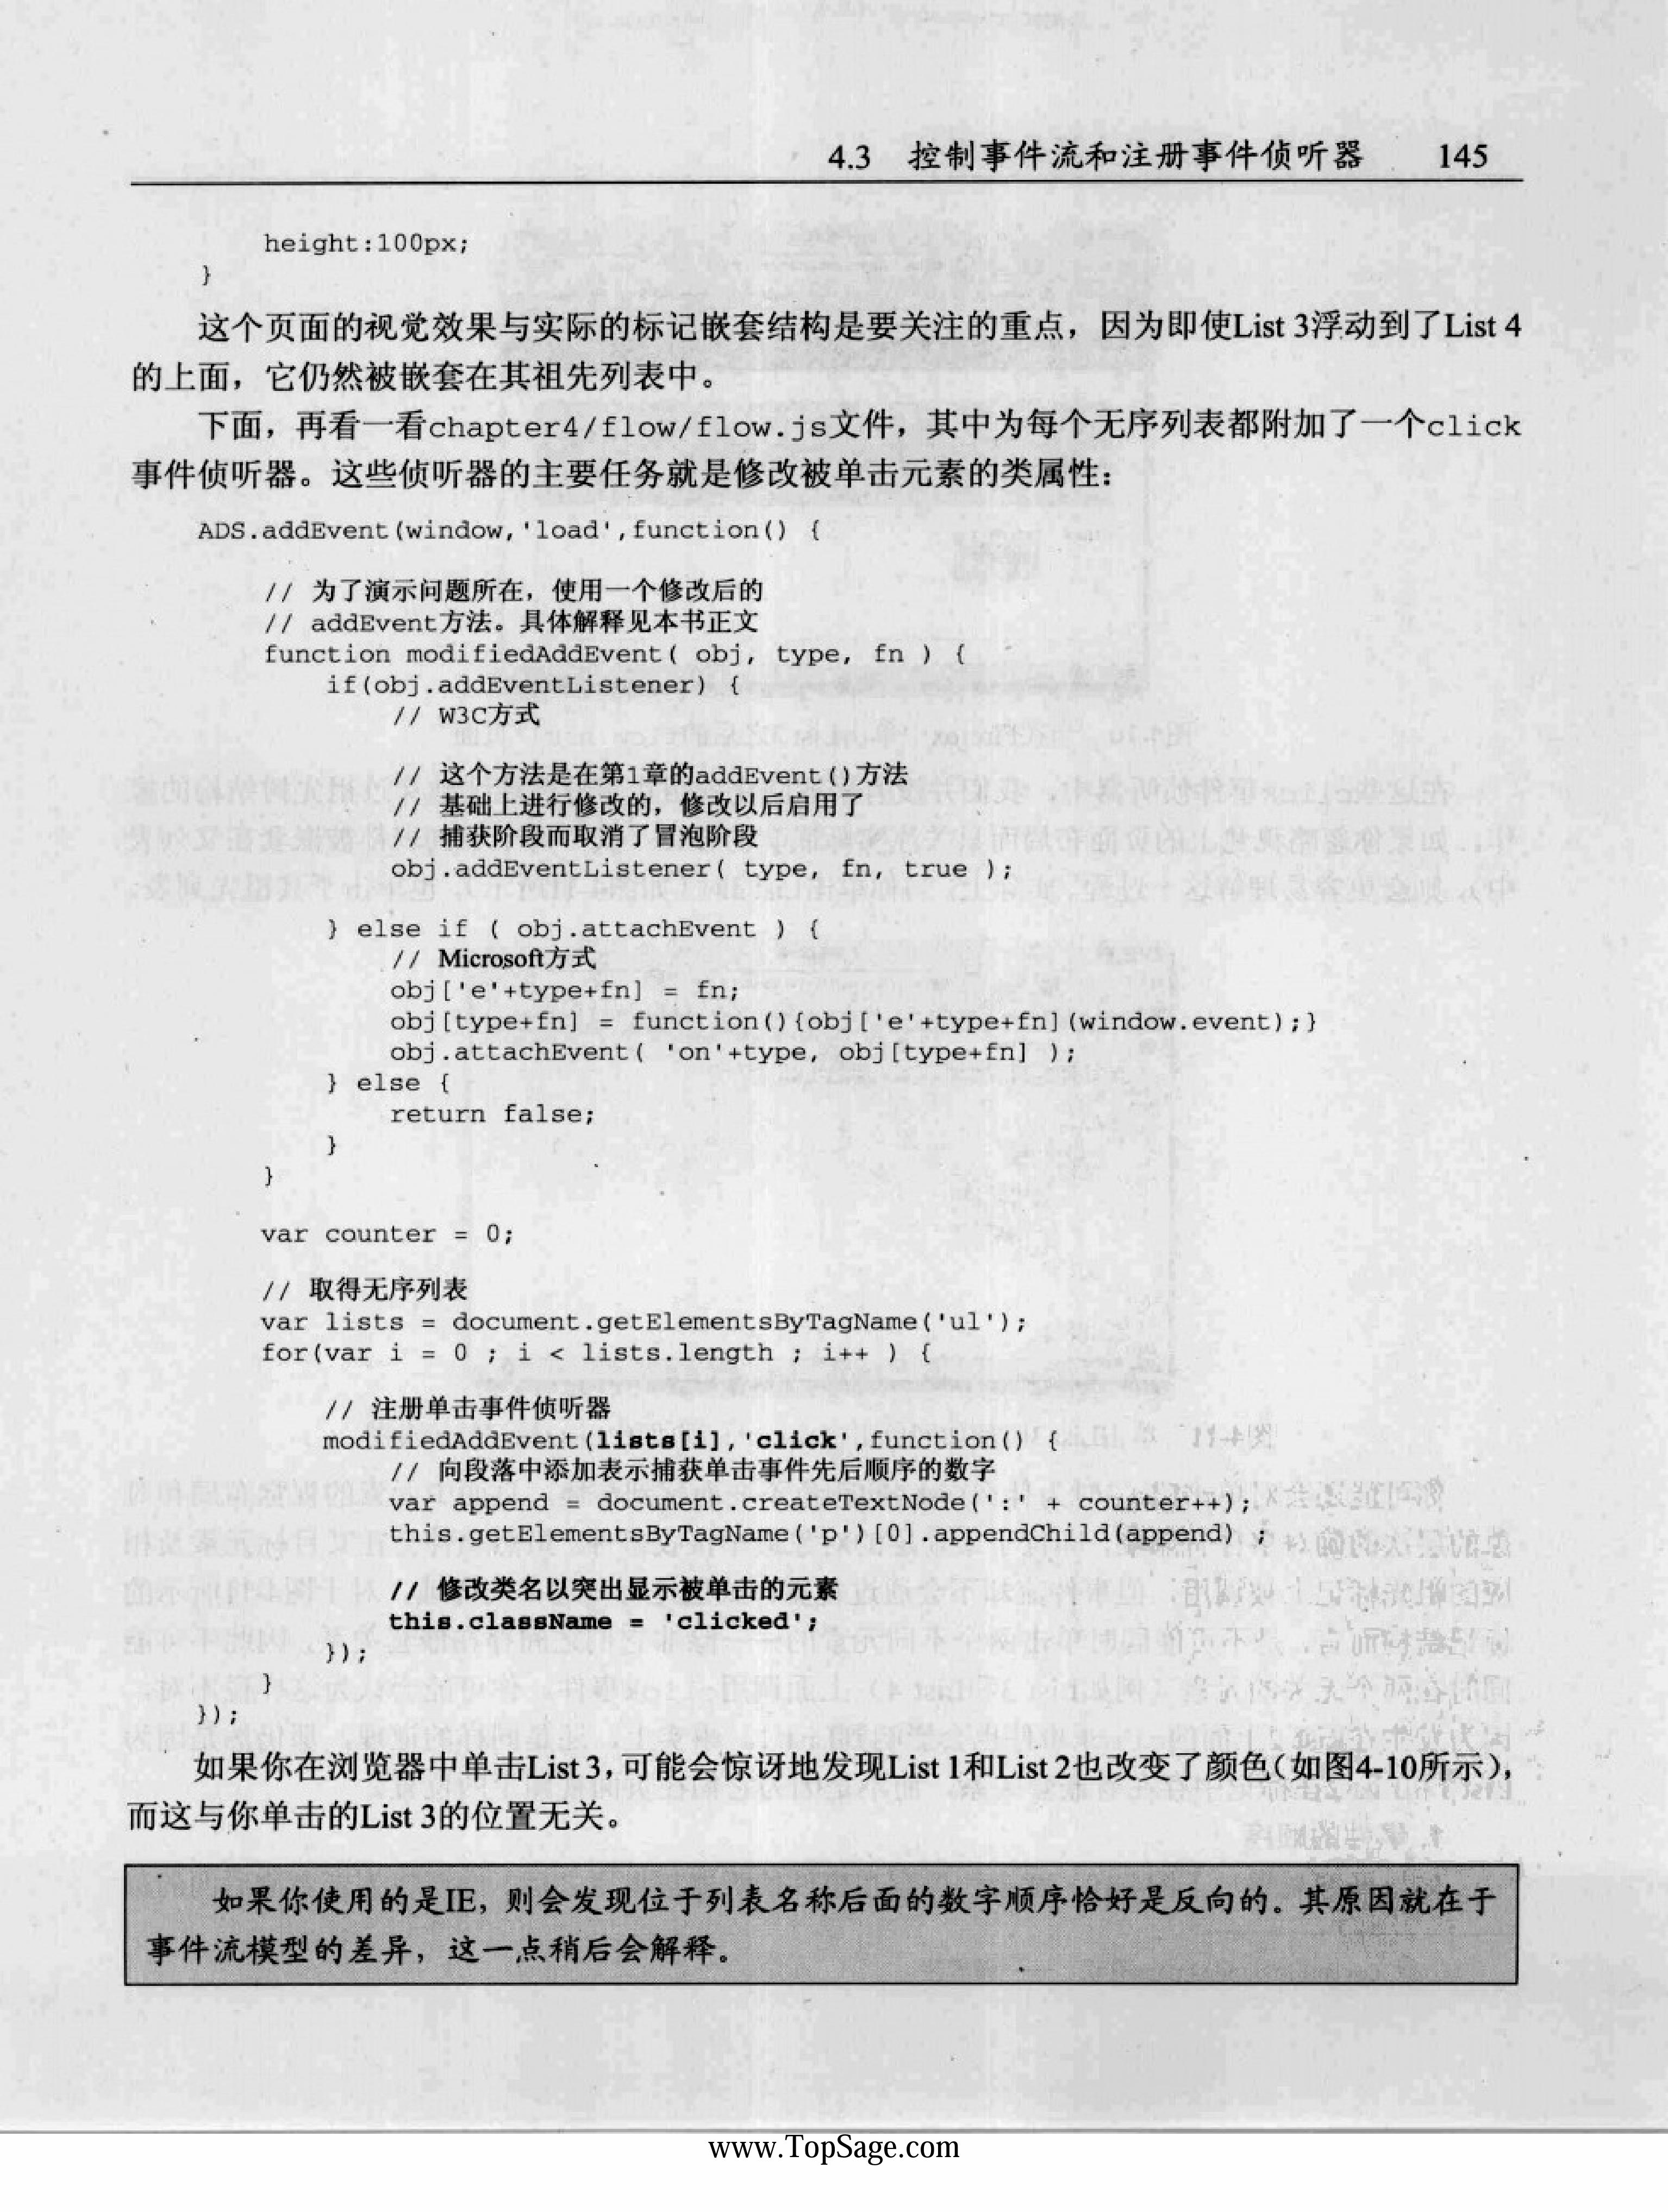 4.3 控制事件流和注册事件侦听器 145
height:100px;
}
这个页面的视觉效果与实际的标记嵌套结构是要关注的重点，因为即使List 3浮动到了List 4
的上面，它仍然被嵌套在其祖先列表中。
下面，再看一看chapter4/flow/flow.js文件，其中为每个无序列表都附加了一个click
事件侦听器。这些侦听器的主要任务就是修改被单击元素的类属性：
ADS.addEvent(window,'load',function() {
// 为了演示问题所在，使用一个修改后的
// addEvent方法。具体解释见本书正文
function modifiedAddEvent( obj, type, fn ) {
if(obj.addEventListener) {
// W3C方式
// 这个方法是在第1章的addEvent()方法
// 基础上进行修改的，修改以后启用了
// 捕获阶段而取消了冒泡阶段
obj.addEventListener( type, fn, true );
} else if ( obj.attachEvent ) {
// Microsoft方式
obj['e'+type+fn] = fn;
obj[type+fn] = function(){obj['e'+type+fn](window.event);}
obj.attachEvent( 'on'+type, obj[type+fn] );
} else {
return false;
}
}
var counter = 0;
// 取得无序列表
var lists = document.getElementsByTagName('ul');
for(var i = 0 ; i < lists.length ; i++ ) {
// 注册单击事件侦听器
modifiedAddEvent(lists[i],'click',function() {
// 向段落中添加表示捕获单击事件先后顺序的数字
var append = document.createTextNode(':' + counter++);
this.getElementsByTagName('p')[0].appendChild(append) ;
// 修改类名以突出显示被单击的元素
this.className = 'clicked';
});
}
});
如果你在浏览器中单击List 3，可能会惊讶地发现List 1和List 2也改变了颜色（如图4-10所示），
而这与你单击的List 3的位置无关。
如果你使用的是IE，则会发现位于列表名称后面的数字顺序恰好是反向的。其原因就在于
事件流模型的差异，这一点稍后会解释。
www.TopSage.com